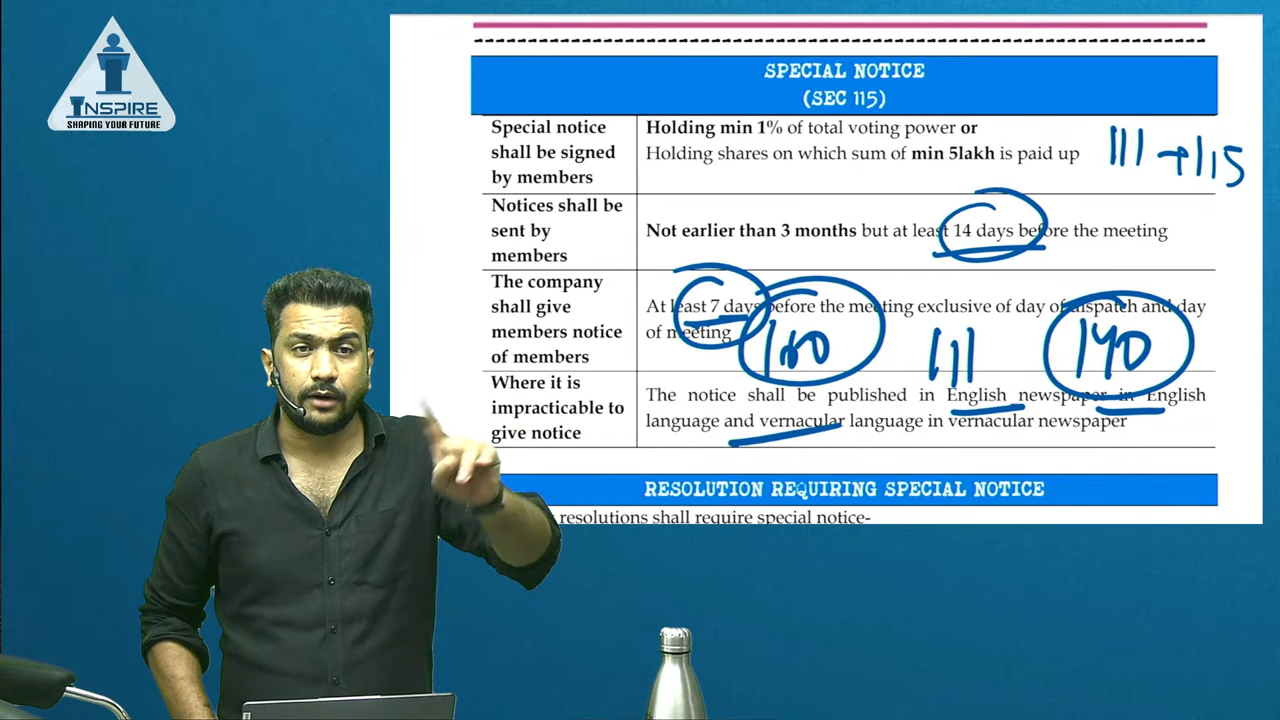 INSPIRE
SHAPING YOUR FUTURE
SPECIAL NOTICE
(SEC 115)
Special notice
shall be signed
by members
Holding min 1% of total voting power or
Holding shares on which sum of min 5lakh is paid up
111 → 115
Notices shall be
sent by
members
Not earlier than 3 months but at least 14 days before the meeting
The company
shall give
members notice
of members
At least 7 days before the meeting exclusive of day of dispatch and day
of meeting
111
140
Where it is
impracticable to
give notice
The notice shall be published in English newspaper in English
language and vernacular language in vernacular newspaper
RESOLUTION REQUIRING SPECIAL NOTICE
resolutions shall require special notice-